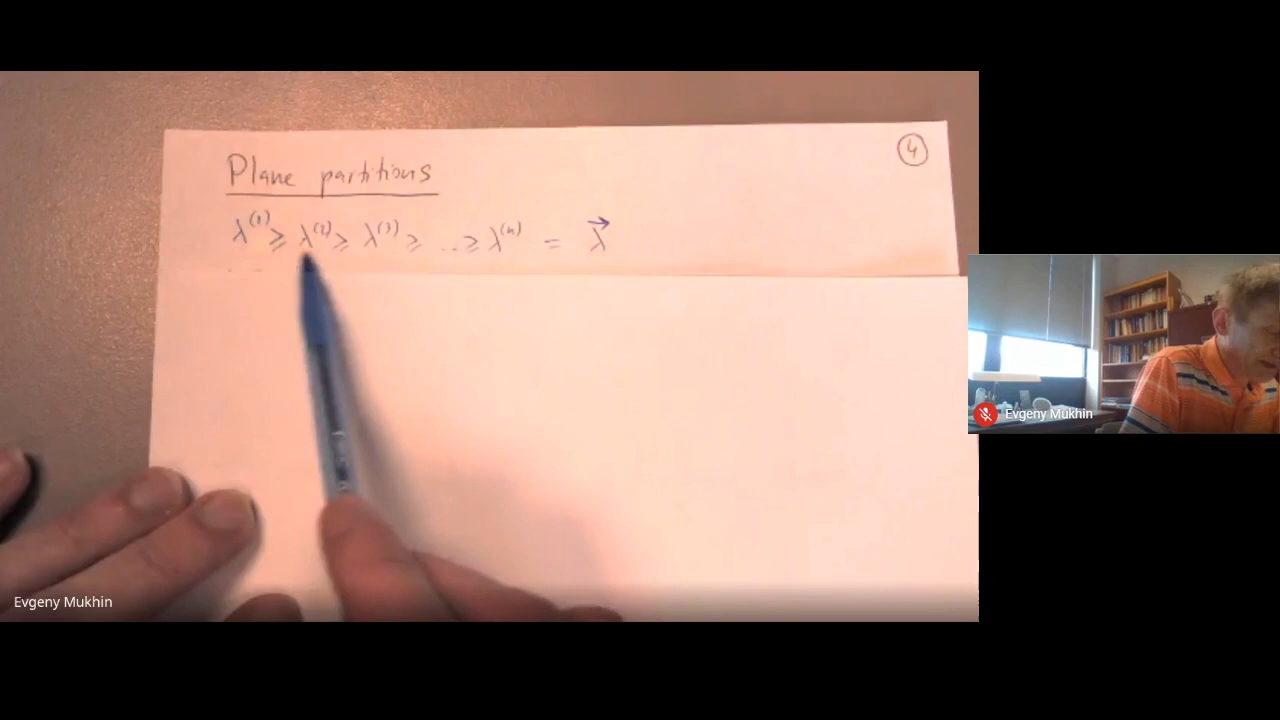 ④
Plane partitions
λ⁽¹⁾ ⩾ λ⁽²⁾ ⩾ λ⁽³⁾ ⩾ ... ⩾ λ⁽ⁿ⁾ = λ⃗
Evgeny Mukhin
Evgeny Mukhin